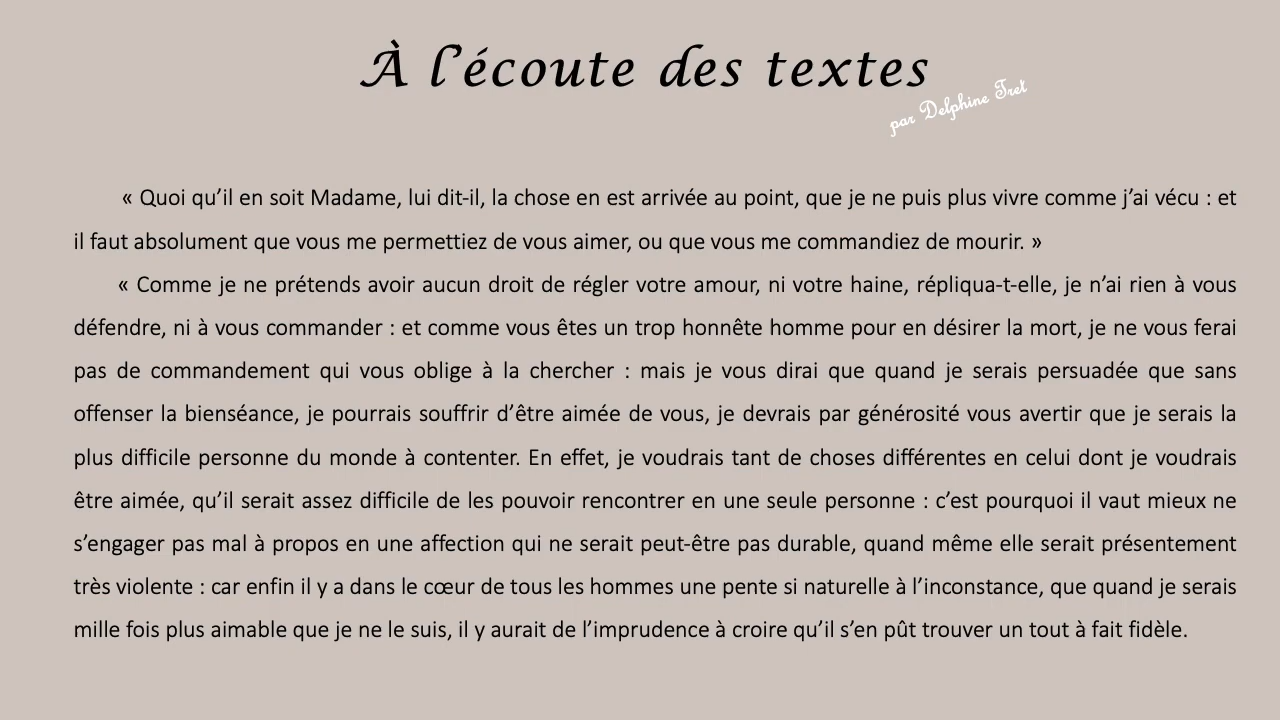 À l’écoute des textes
par Delphine Tret
« Quoi qu’il en soit Madame, lui dit-il, la chose en est arrivée au point, que je ne puis plus vivre comme j’ai vécu : et
il faut absolument que vous me permettiez de vous aimer, ou que vous me commandiez de mourir. »
« Comme je ne prétends avoir aucun droit de régler votre amour, ni votre haine, répliqua-t-elle, je n’ai rien à vous
défendre, ni à vous commander : et comme vous êtes un trop honnête homme pour en désirer la mort, je ne vous ferai
pas de commandement qui vous oblige à la chercher : mais je vous dirai que quand je serais persuadée que sans
offenser la bienséance, je pourrais souffrir d’être aimée de vous, je devrais par générosité vous avertir que je serais la
plus difficile personne du monde à contenter. En effet, je voudrais tant de choses différentes en celui dont je voudrais
être aimée, qu’il serait assez difficile de les pouvoir rencontrer en une seule personne : c’est pourquoi il vaut mieux ne
s’engager pas mal à propos en une affection qui ne serait peut-être pas durable, quand même elle serait présentement
très violente : car enfin il y a dans le cœur de tous les hommes une pente si naturelle à l’inconstance, que quand je serais
mille fois plus aimable que je ne le suis, il y aurait de l’imprudence à croire qu’il s’en pût trouver un tout à fait fidèle.